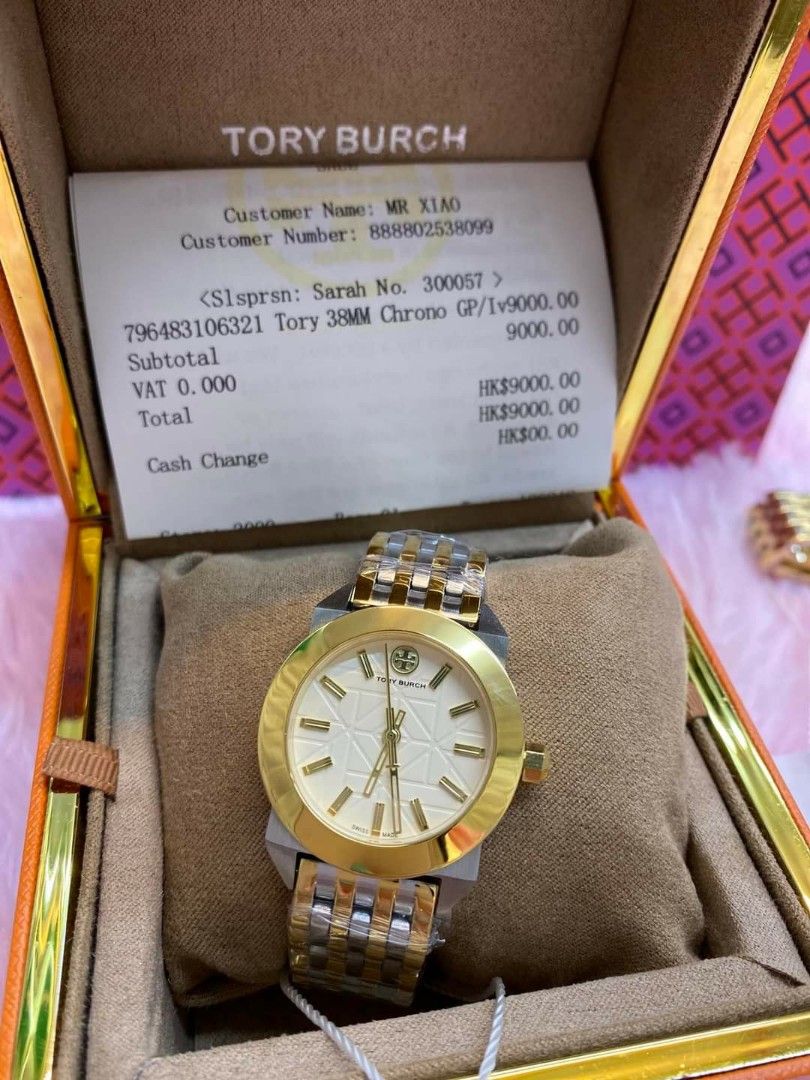 TORY BURCH
Customer Name: MR XIAO
Customer Number: 888802538099
<Slsprsn: Sarah No. 300057 >
796483106321 Tory 38MM Chrono GP/Iv9000.00
Subtotal 9000.00
VAT 0.000
Total HK$9000.00
HK$9000.00
Cash Change HK$00.00
TORY BURCH
SWISS MADE